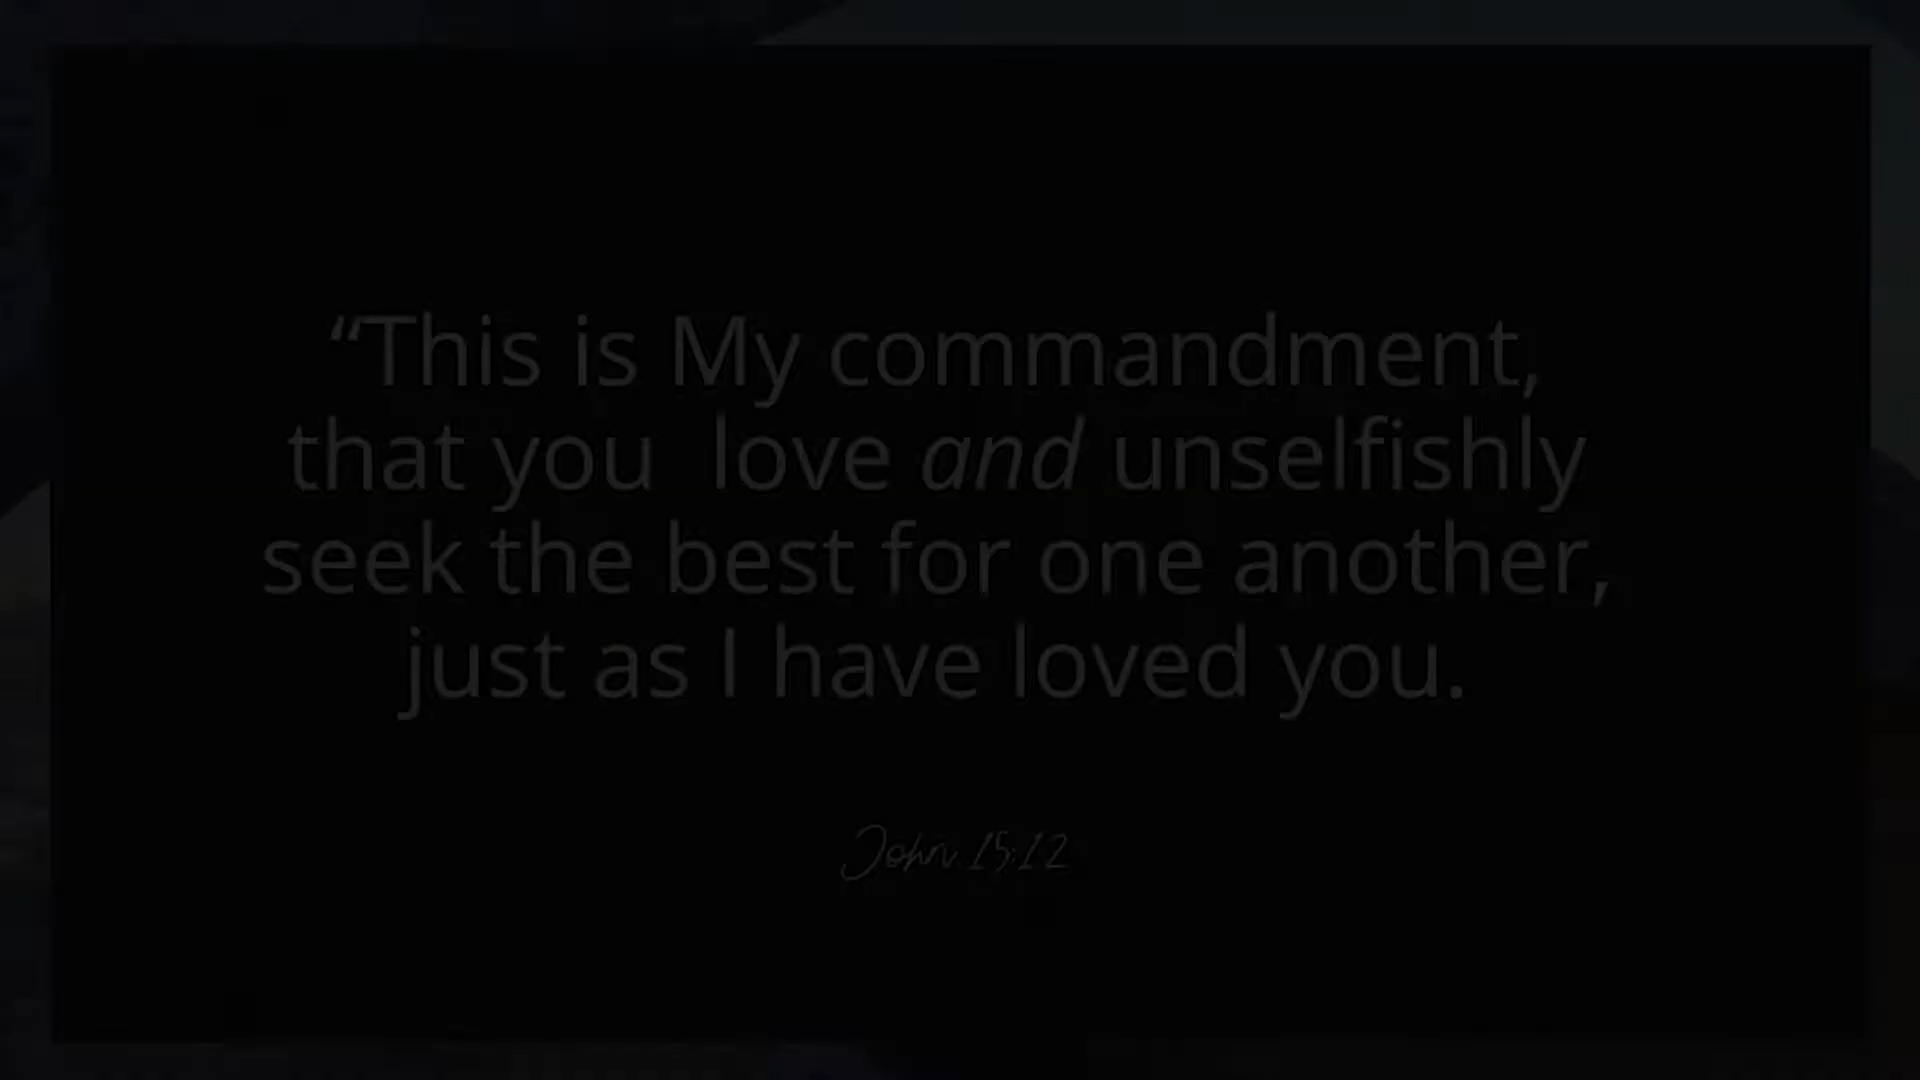 “This is My commandment,
that you  love and unselfishly
seek the best for one another,
just as I have loved you.
John 15:12